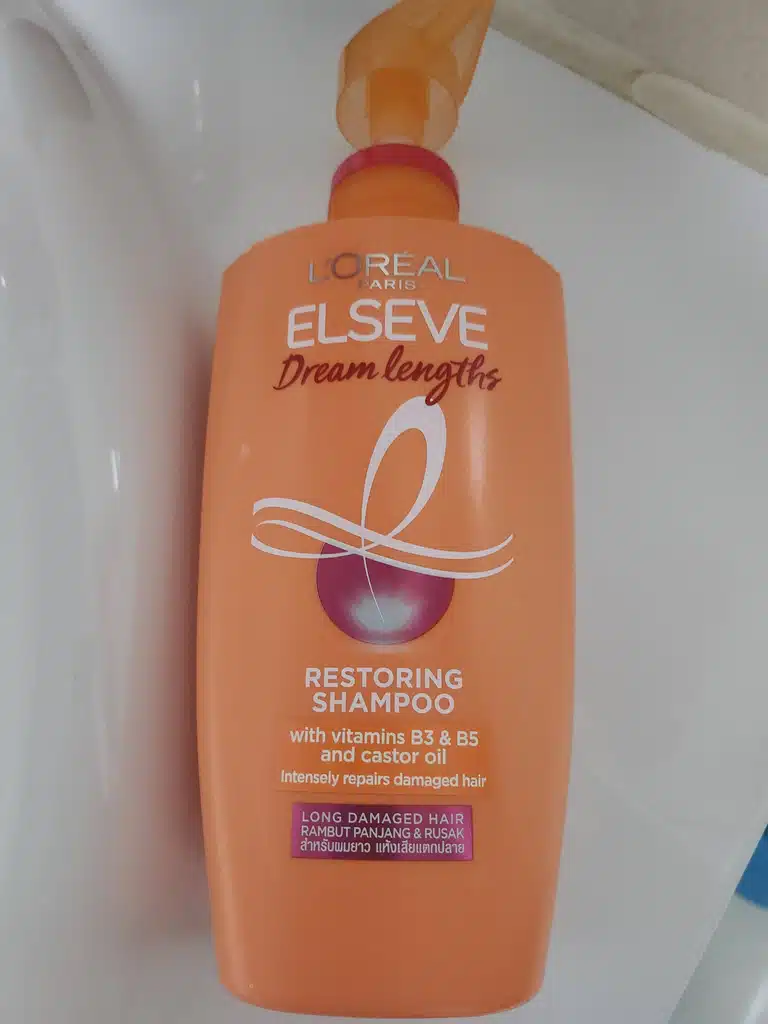 L'ORÉAL
PARIS
ELSEVE
Dream lengths
RESTORING
SHAMPOO
with vitamins B3 & B5
and castor oil
Intensely repairs damaged hair
LONG DAMAGED HAIR
RAMBUT PANJANG & RUSAK
สำหรับผมยาว แห้งเสียแตกปลาย